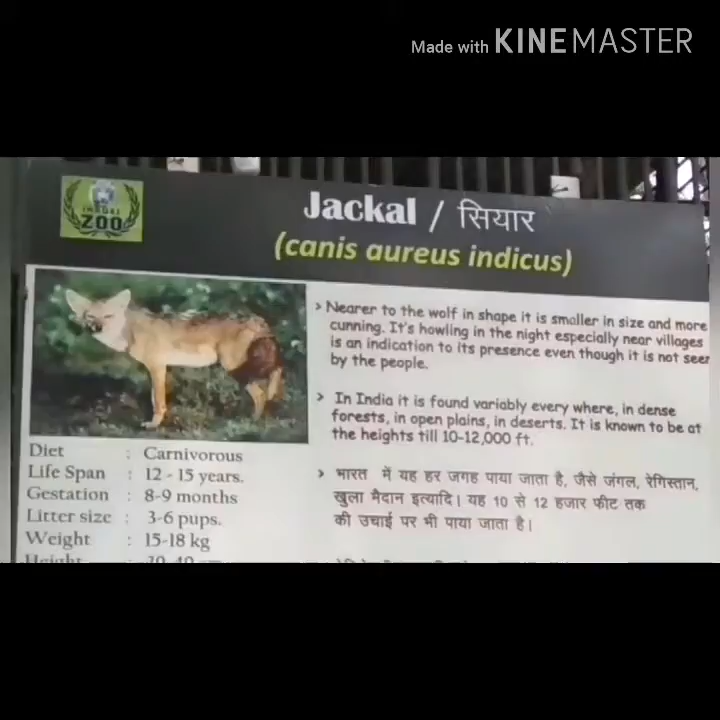 Made with KINEMASTER
ZOO
Jackal / सियार
(canis aureus indicus)
› Nearer to the wolf in shape it is smaller in size and more
cunning. It's howling in the night especially near villages
is an indication to its presence even though it is not seen
by the people.
› In India it is found variably every where, in dense
forests, in open plains, in deserts. It is known to be at
the heights till 10-12,000 ft.
› भारत में यह हर जगह पाया जाता है, जैसे जंगल, रेगिस्तान,
खुला मैदान इत्यादि। यह 10 से 12 हजार फीट तक
की उचाई पर भी पाया जाता है।
Diet : Carnivorous
Life Span : 12 - 15 years.
Gestation : 8-9 months
Litter size : 3-6 pups.
Weight : 15-18 kg
Height :